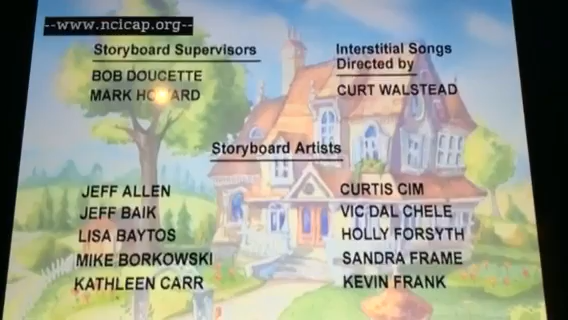 --www.ncicap.org--
Storyboard Supervisors
BOB DOUCETTE
MARK HOWARD
Interstitial Songs
Directed by
CURT WALSTEAD
Storyboard Artists
JEFF ALLEN
JEFF BAIK
LISA BAYTOS
MIKE BORKOWSKI
KATHLEEN CARR
CURTIS CIM
VIC DAL CHELE
HOLLY FORSYTH
SANDRA FRAME
KEVIN FRANK